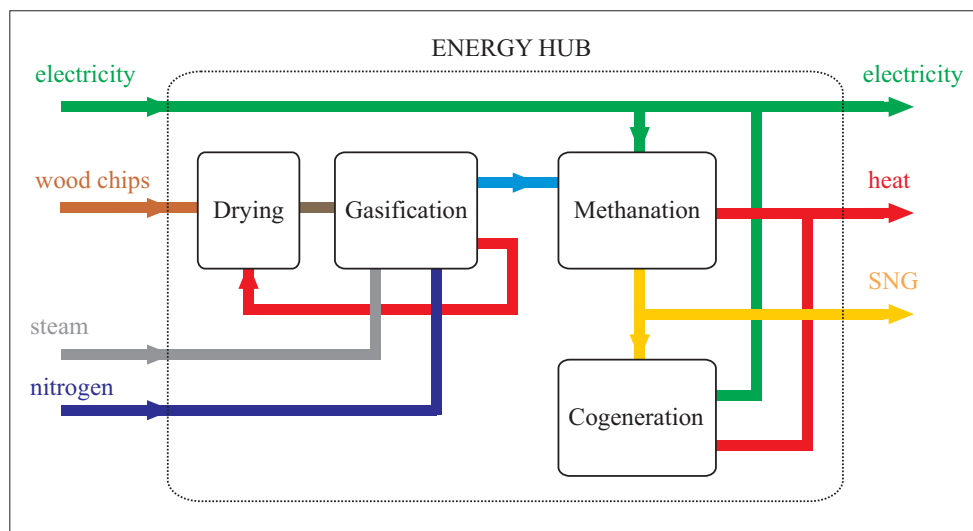 ENERGY HUB
electricity
electricity
wood chips
Drying
Gasification
Methanation
heat
SNG
steam
nitrogen
Cogeneration